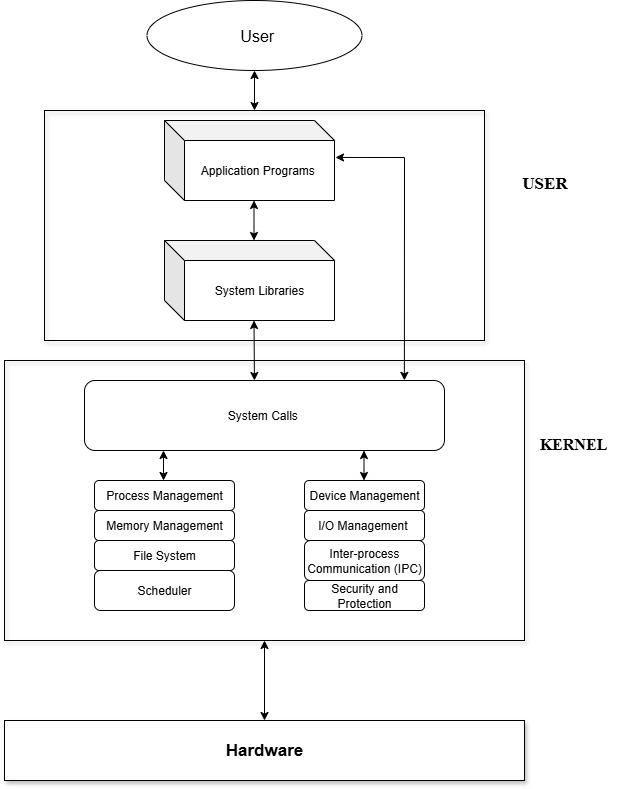 User
Application Programs
USER
System Libraries
System Calls
KERNEL
Process Management
Memory Management
File System
Scheduler
Device Management
I/O Management
Inter-process
Communication (IPC)
Security and
Protection
Hardware